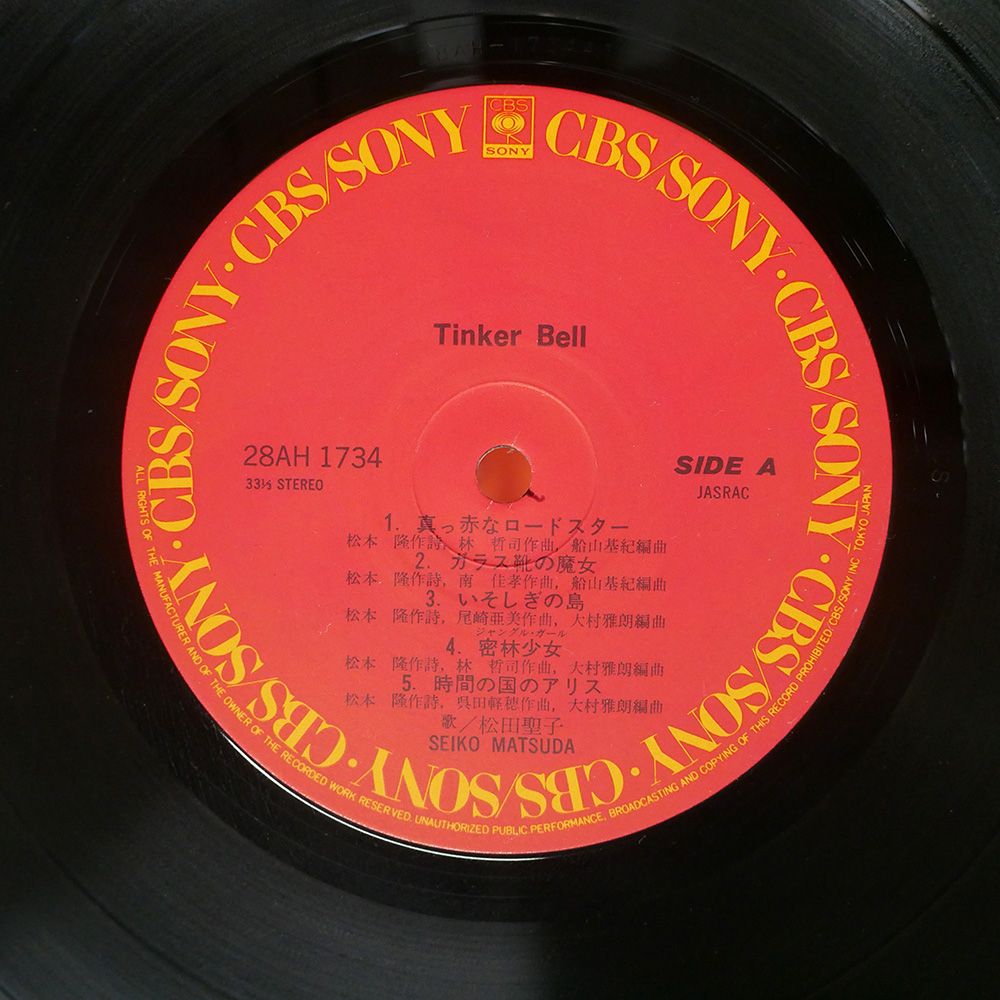 CBS
SONY
CBS/SONY · CBS/SONY · CBS/SONY · CBS/SONY · CBS/SONY · CBS/SONY · CBS/SONY · CBS/SONY · CBS/SONY · CBS/SONY
Tinker Bell
28AH 1734
33⅓ STEREO
SIDE A
JASRAC
1. 真っ赤なロードスター
松本 隆作詩, 林 哲司作曲, 船山基紀編曲
2. ガラス靴の魔女
松本 隆作詩, 南 佳孝作曲, 船山基紀編曲
3. いそしぎの島
松本 隆作詩, 尾崎亜美作曲, 大村雅朗編曲
ジャングル・ガール
4. 密林少女
松本 隆作詩, 林 哲司作曲, 大村雅朗編曲
5. 時間の国のアリス
松本 隆作詩, 呉田軽穂作曲, 大村雅朗編曲
歌/松田聖子
SEIKO MATSUDA
ALL RIGHTS OF THE MANUFACTURER AND OF THE OWNER OF THE RECORDED WORK RESERVED. UNAUTHORIZED PUBLIC PERFORMANCE, BROADCASTING AND COPYING OF THIS RECORD PROHIBITED/CBS/SONY INC. TOKYO JAPAN